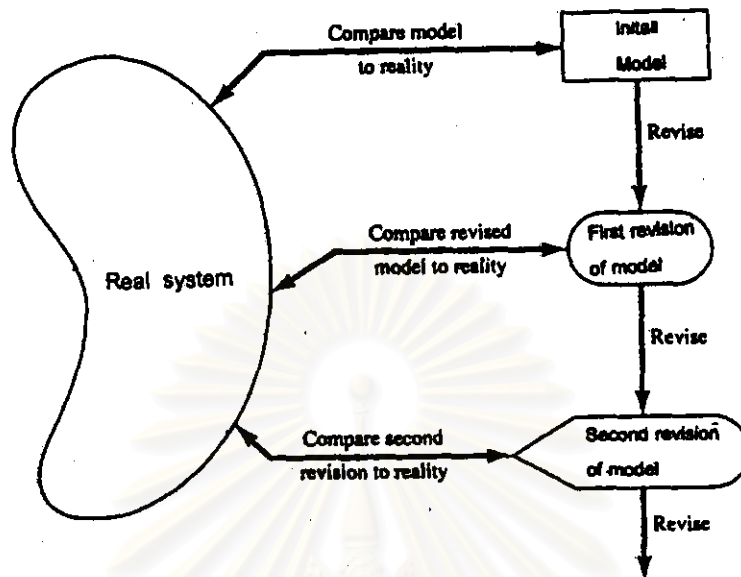 Compare model
to reality
Initail
Model
Revise
Real system
Compare revised
model to reality
First revision
of model
Revise
Compare second
revision to reality
Second revision
of model
Revise